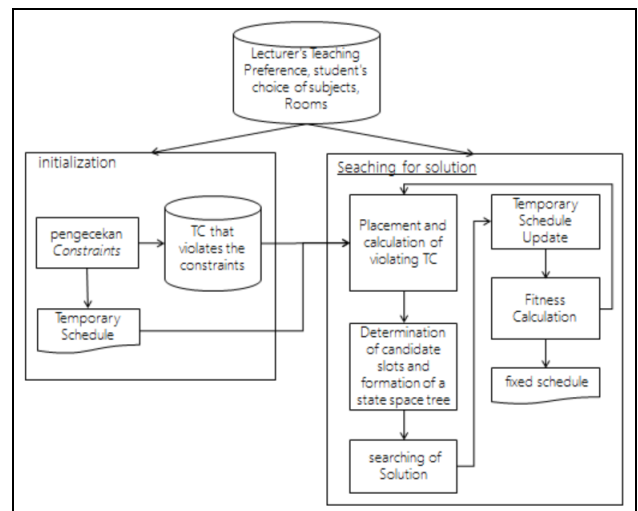 Lecturer's Teaching
Preference, student's
choice of subjects,
Rooms
initialization
pengecekan
Constraints
TC that
violates the
constraints
Temporary
Schedule
Seaching for solution
Placement and
calculation of
violating TC
Determination
of candidate
slots and
formation of a
state space tree
searching of
Solution
Temporary
Schedule
Update
Fitness
Calculation
fixed schedule